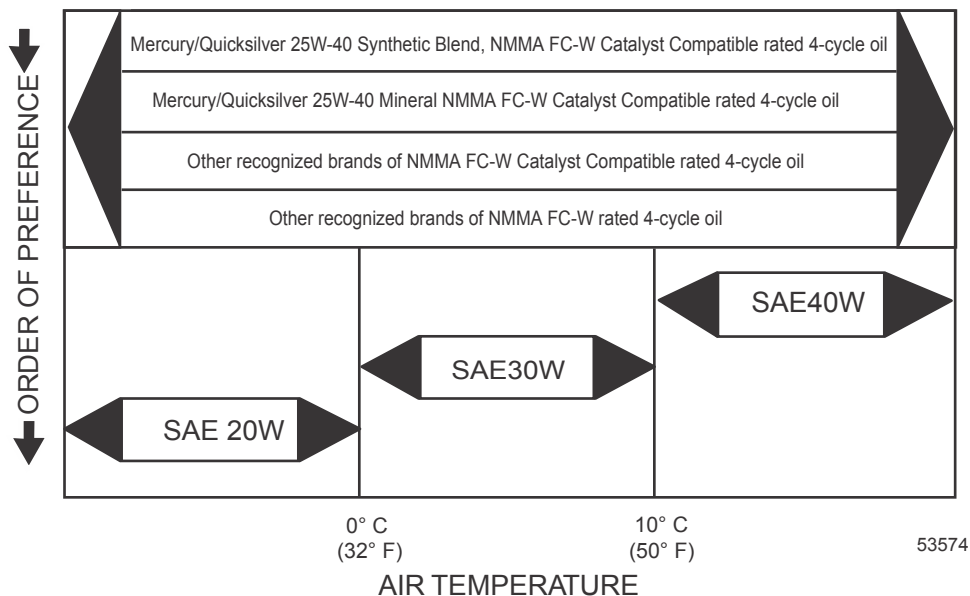 ORDER OF PREFERENCE
Mercury/Quicksilver 25W-40 Synthetic Blend, NMMA FC-W Catalyst Compatible rated 4-cycle oil
Mercury/Quicksilver 25W-40 Mineral NMMA FC-W Catalyst Compatible rated 4-cycle oil
Other recognized brands of NMMA FC-W Catalyst Compatible rated 4-cycle oil
Other recognized brands of NMMA FC-W rated 4-cycle oil
SAE40W
SAE30W
SAE 20W
0° C
(32° F)
10° C
(50° F)
53574
AIR TEMPERATURE